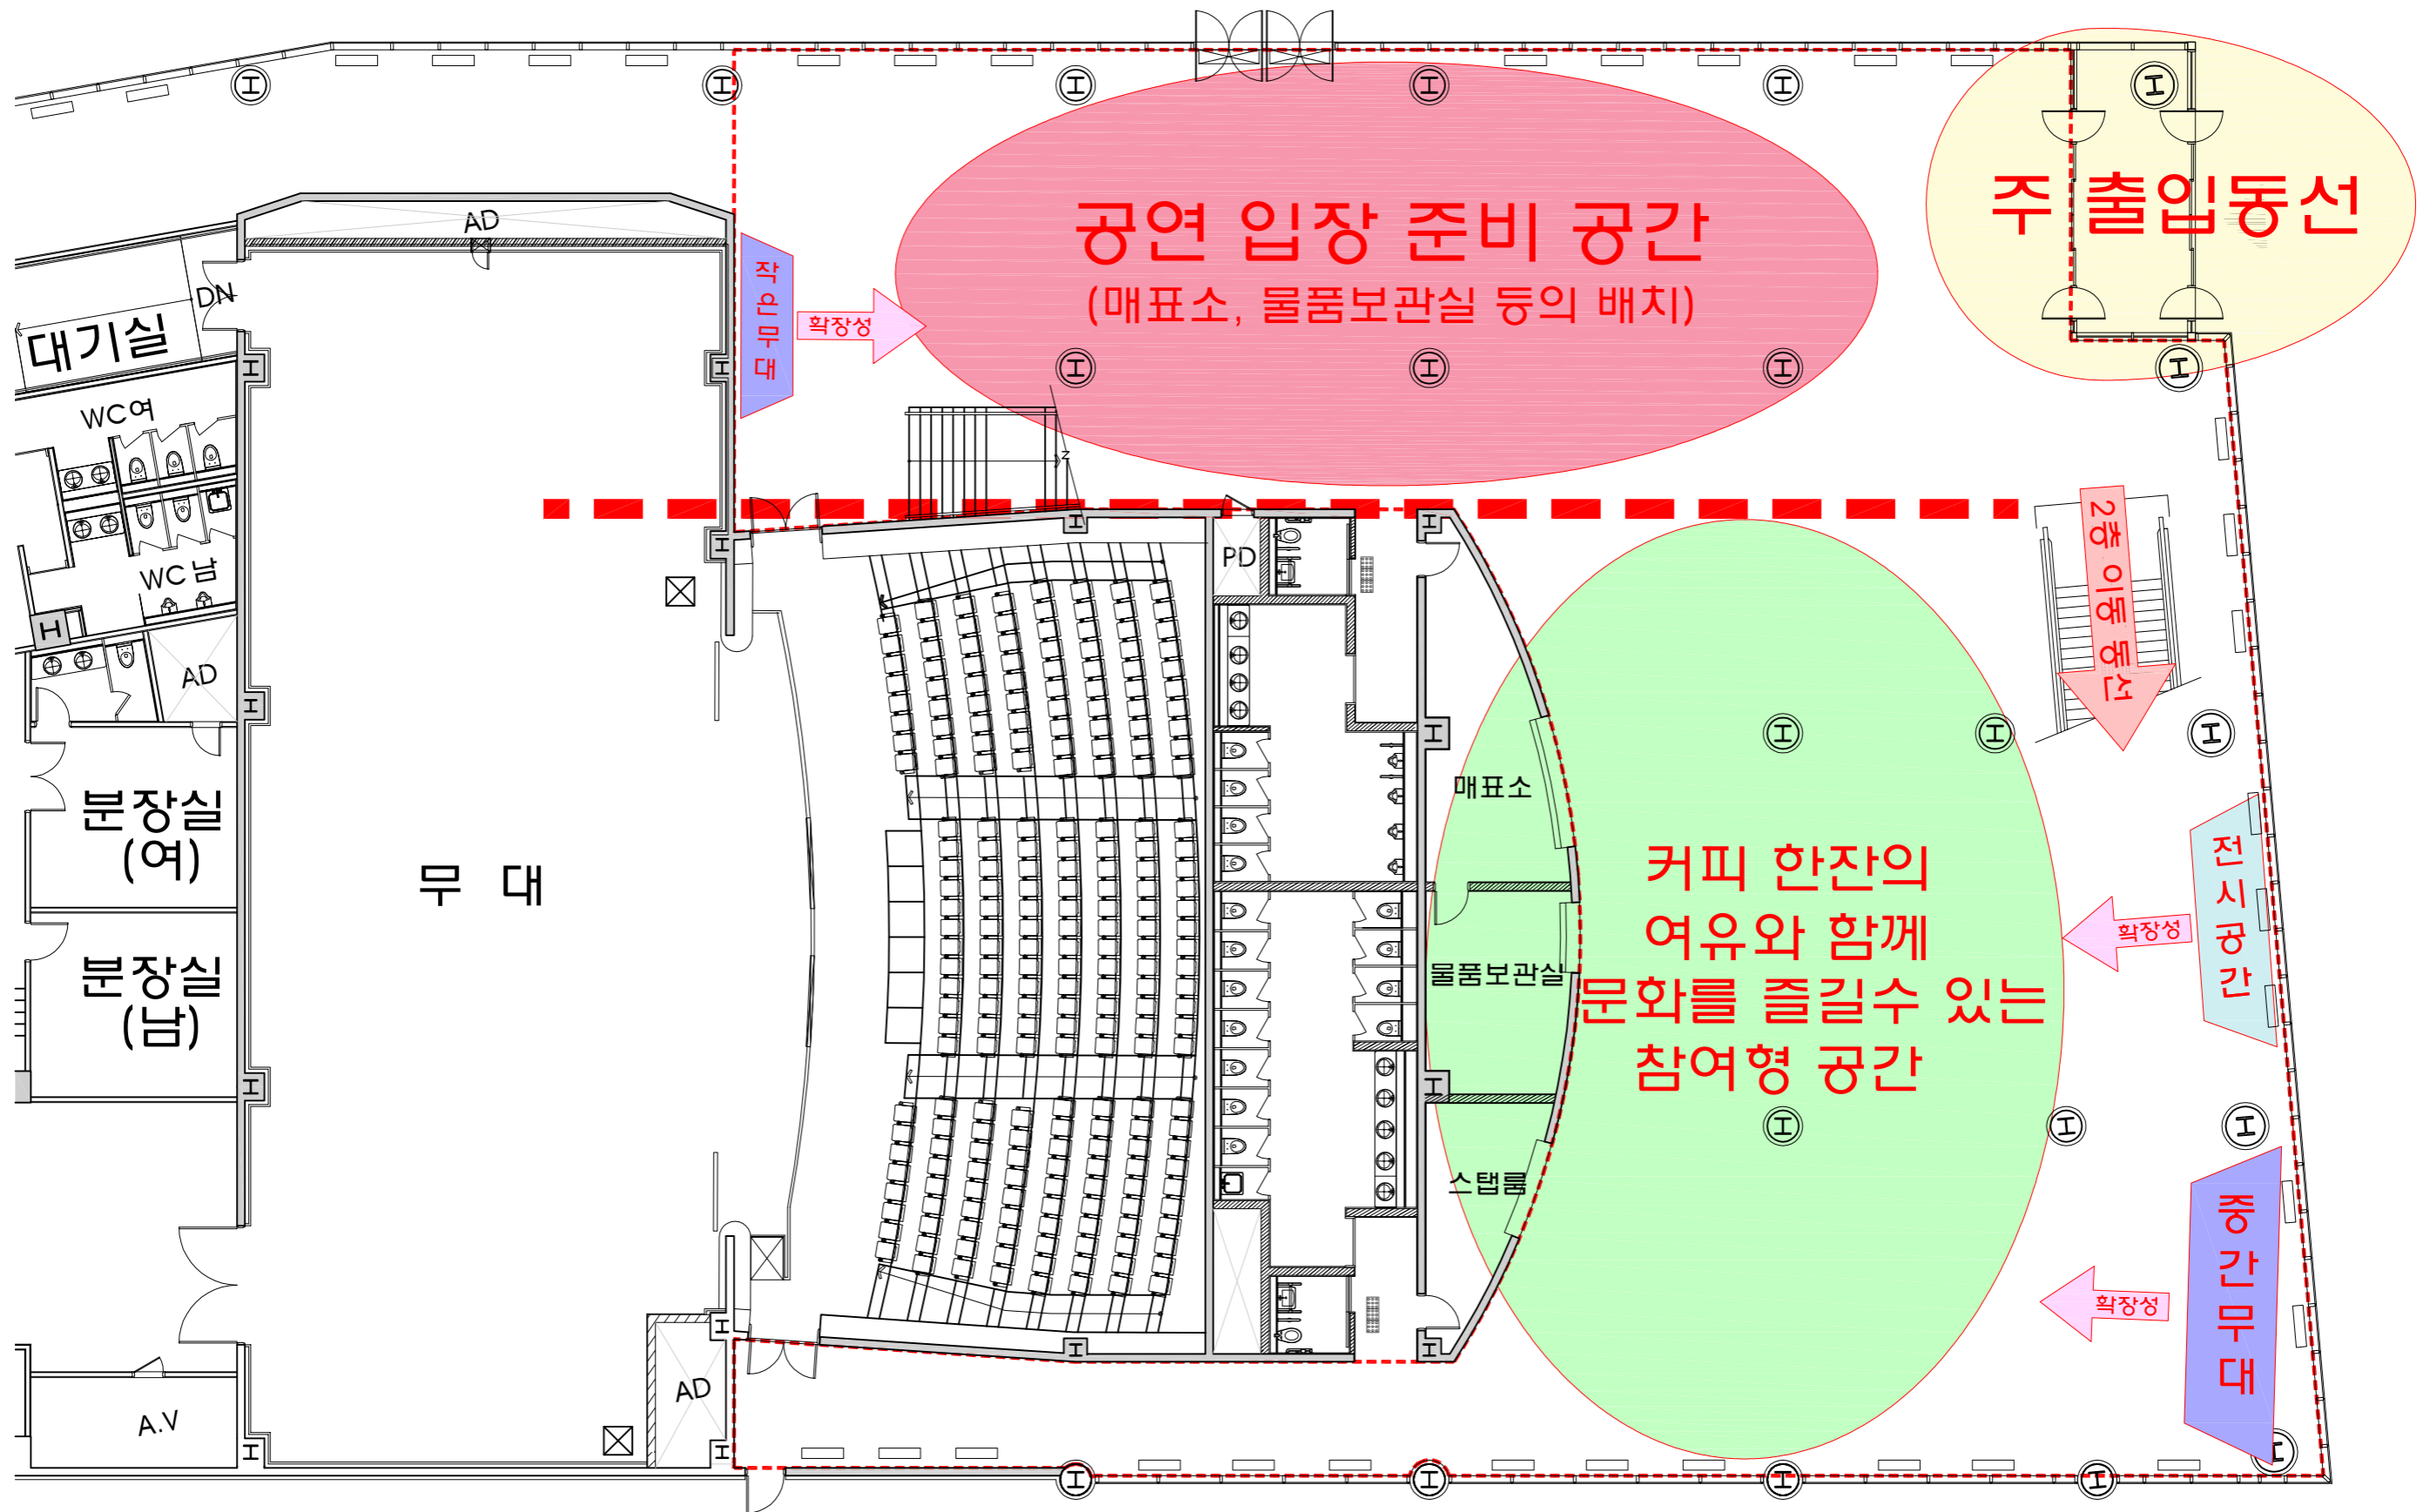 주 출입동선
공연 입장 준비 공간
(매표소, 물품보관실 등의 배치)
AD
작은무대
확장성
DN
대기실
WC 여
WC 남
AD
PD
2층 이동 동선
분장실
(여)
분장실
(남)
무 대
매표소
물품보관실
스탭룸
커피 한잔의
여유와 함께
문화를 즐길수 있는
참여형 공간
전시공간
확장성
확장성
중간무대
AD
A.V